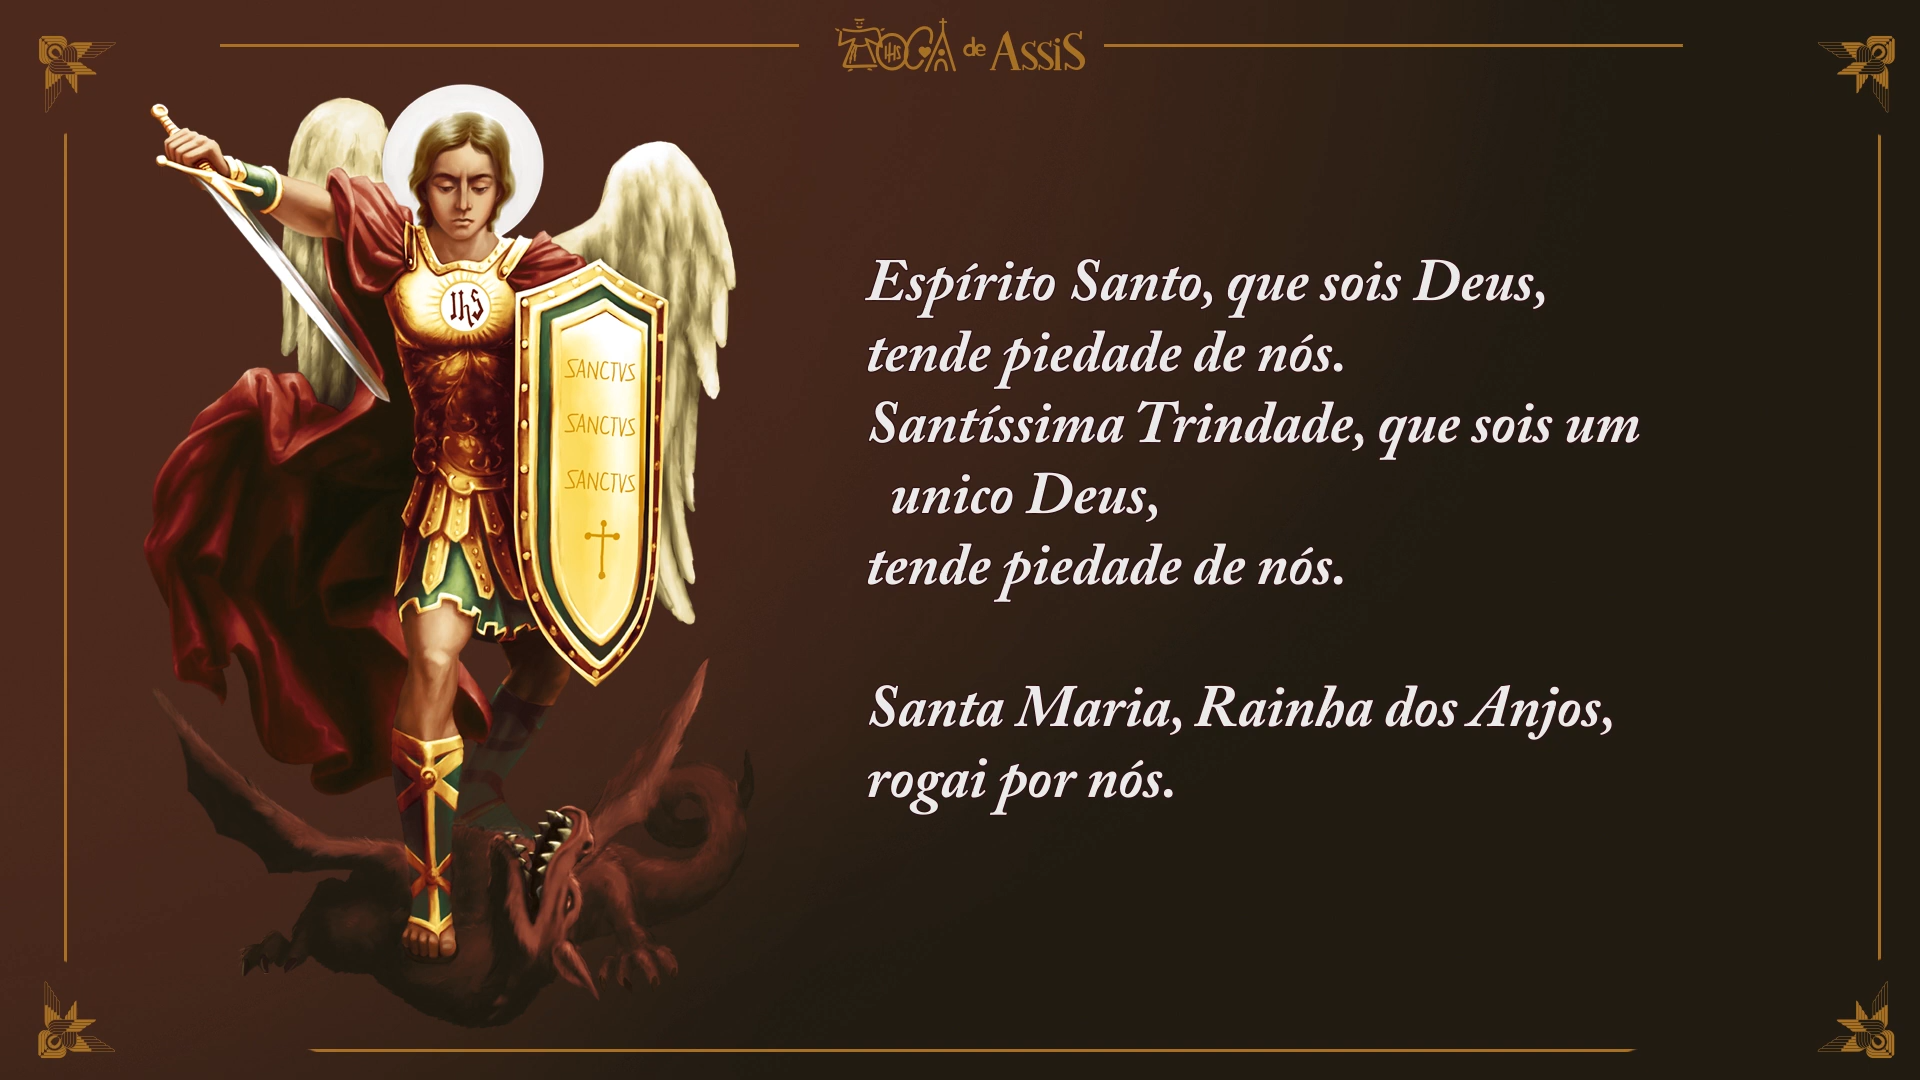 TOCA de ASSIS
IHS
IHS
SANCTVS
SANCTVS
SANCTVS
Espírito Santo, que sois Deus,
tende piedade de nós.
Santíssima Trindade, que sois um
unico Deus,
tende piedade de nós.
Santa Maria, Rainha dos Anjos,
rogai por nós.